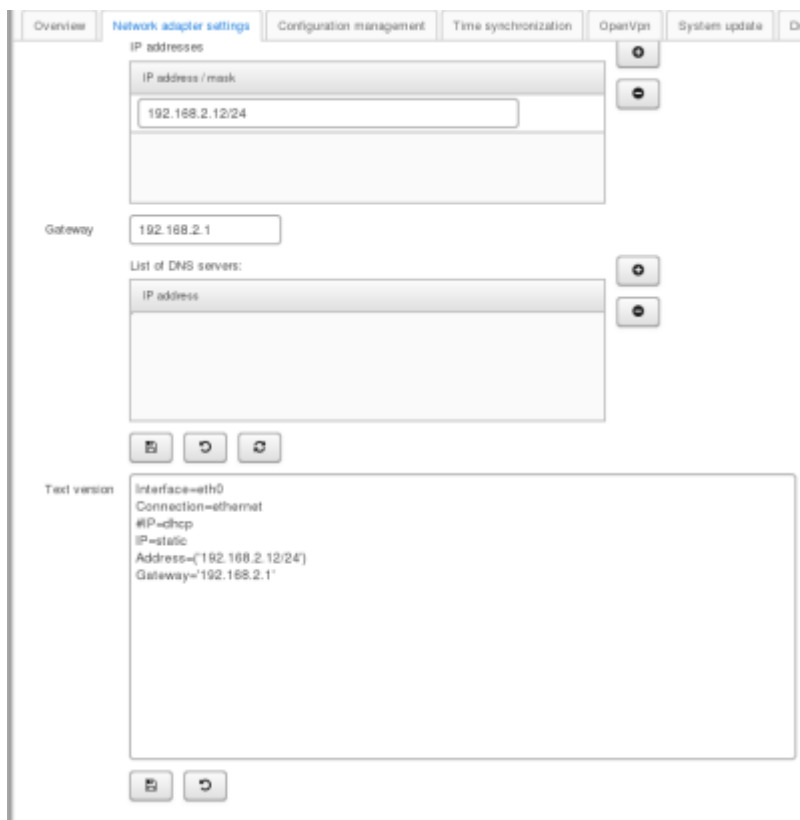 Overview Network adapter settings Configuration management Time synchronization OpenVpn System update
IP addresses
IP address / mask
192.168.2.12/24
Gateway 192.168.2.1
List of DNS servers:
IP address
Text version
Interface=eth0
Connection=ethernet
#IP=dhcp
IP=static
Address=('192.168.2.12/24')
Gateway='192.168.2.1'